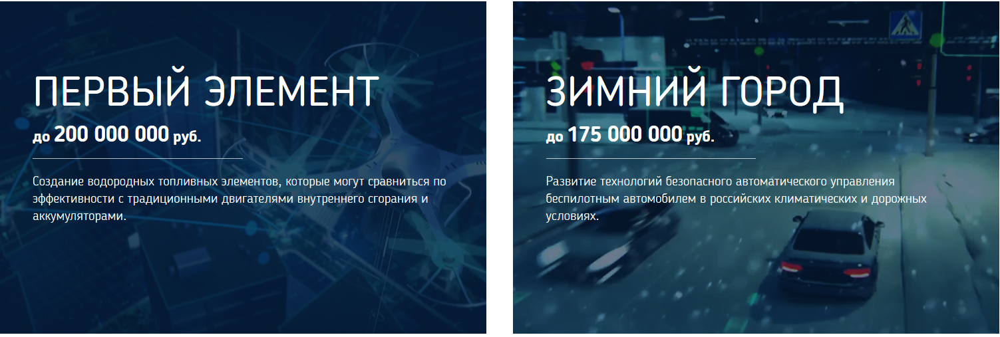 ПЕРВЫЙ ЭЛЕМЕНТ
до 200 000 000 руб.
Создание водородных топливных элементов, которые могут сравниться по
эффективности с традиционными двигателями внутреннего сгорания и
аккумуляторами.
ЗИМНИЙ ГОРОД
до 175 000 000 руб.
Развитие технологий безопасного автоматического управления
беспилотным автомобилем в российских климатических и дорожных
условиях.